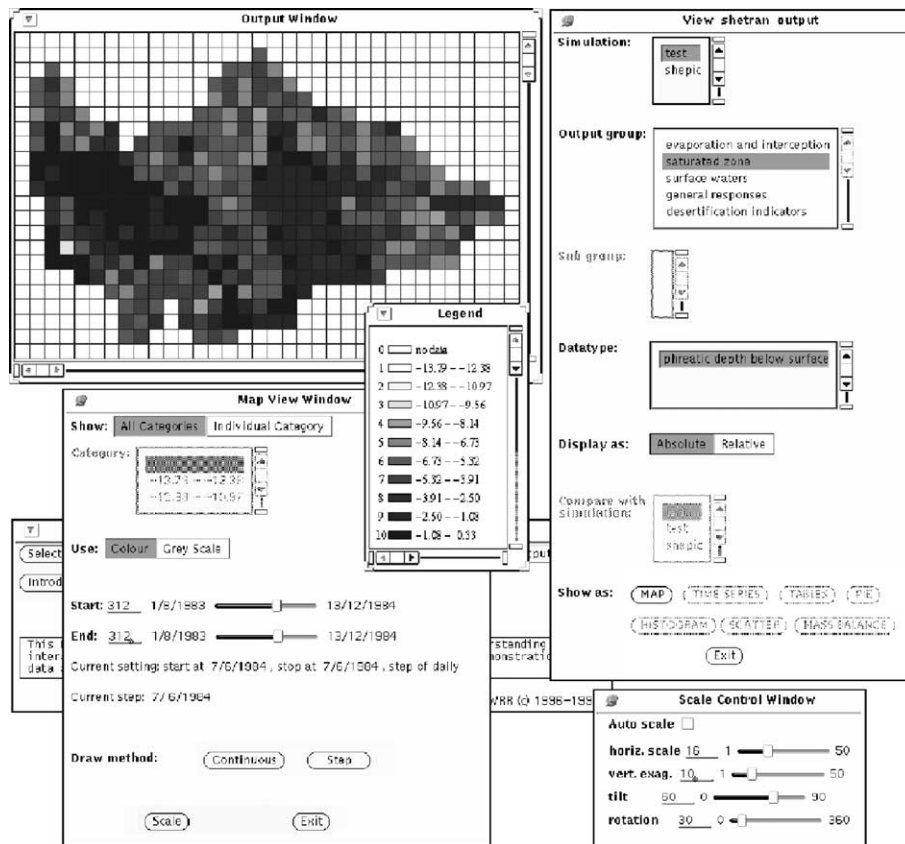 Output Window
View shetran output
Simulation:
test
shepic
Output group:
evaporation and interception
saturated zone
surface waters
general responses
desertification indicators
Sub group:
Datatype:
phreatic depth below surface
Display as: Absolute Relative
Compare with
simulation:
test
shepic
Show as: MAP TIME SERIES TABLES PIE
HISTOGRAM SCATTER MASS BALANCE
Exit
Legend
0 no data
1 -13.79 - -12.38
2 -12.38 - -10.97
3 -10.97 - -9.56
4 -9.56 - -8.14
5 -8.14 - -6.73
6 -6.73 - -5.32
7 -5.32 - -3.91
8 -3.91 - -2.50
9 -2.50 - -1.08
10 -1.08 - 0.33
Map View Window
Show: All Categories Individual Category
Category:
-13.79 - -12.38
-12.38 - -10.97
Use: Colour Grey Scale
Start: 312 1/8/1983 13/12/1984
End: 312 1/8/1983 13/12/1984
Current setting: start at 7/6/1984 , stop at 7/6/1984 , step of daily
Current step: 7/6/1984
Draw method: Continuous Step
Scale Exit
Select
Introd
This
inter
data
rstanding
monstratio
WRR (c) 1996-199
Scale Control Window
Auto scale
horiz. scale 16 1 50
vert. exag. 10 1 50
tilt 60 0 90
rotation 30 0 360